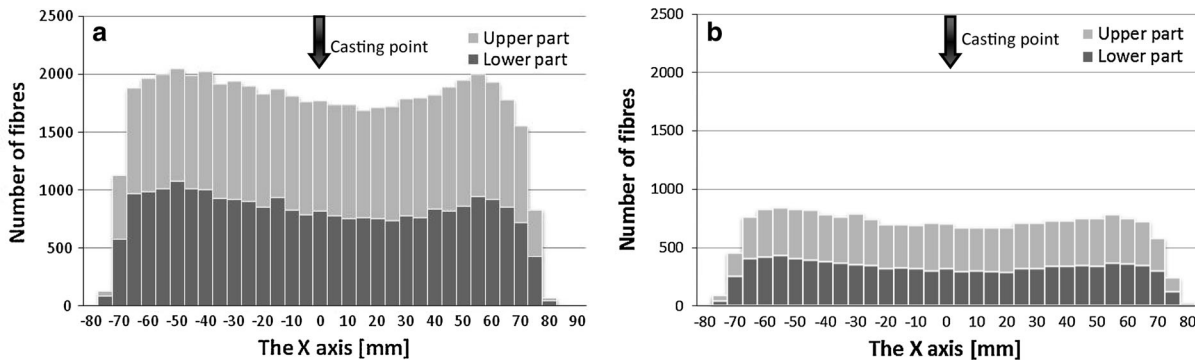 a
Casting point
Upper part
Lower part
Number of fibres
2500
2000
1500
1000
500
0
-80 -70 -60 -50 -40 -30 -20 -10 0 10 20 30 40 50 60 70 80 90
The X axis [mm]
b
Casting point
Upper part
Lower part
Number of fibres
2500
2000
1500
1000
500
0
-80 -70 -60 -50 -40 -30 -20 -10 0 10 20 30 40 50 60 70 80
The X axis [mm]